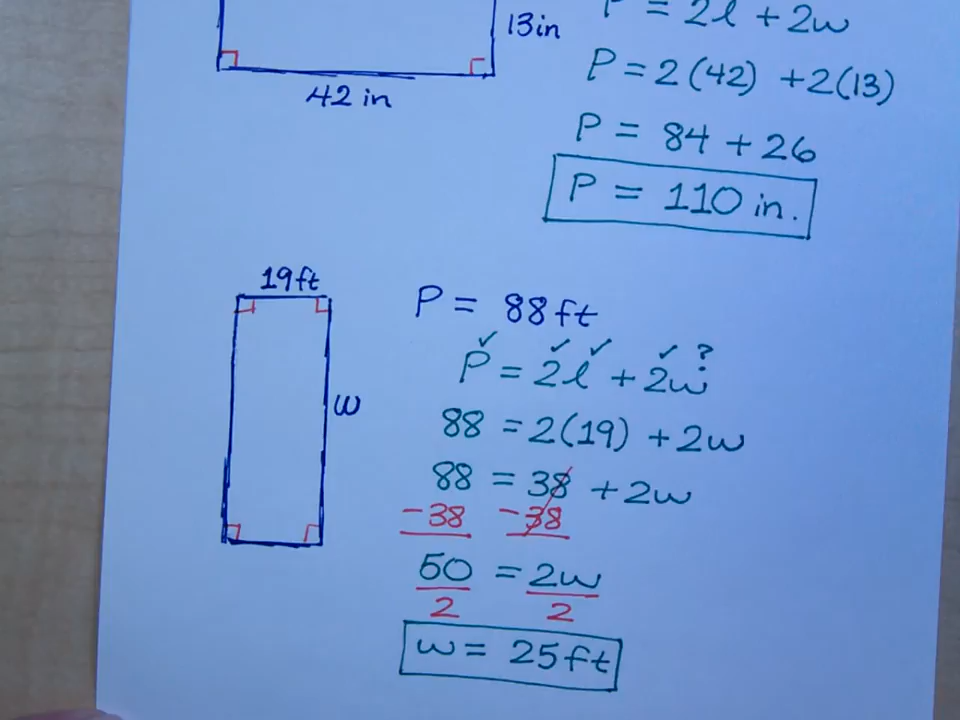 P = 2l + 2w
13in
42 in
P = 2(42) + 2(13)
P = 84 + 26
P = 110 in.
19ft
w
P = 88ft
✓ ✓ ✓ ✓ ?
P = 2l + 2w
88 = 2(19) + 2w
88 = 38 + 2w
-38 -38
50 = 2w
2 2
w = 25ft